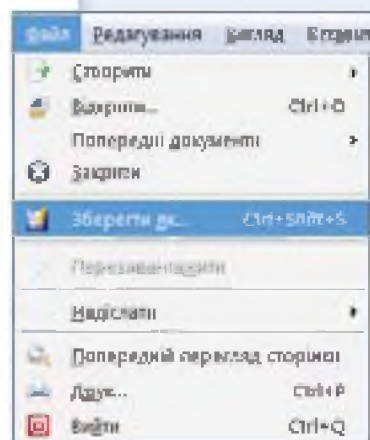 Файл Редагування Вигляд
Створити
Відкрити... Ctrl+O
Попередні документи
Закрити
Зберегти як... Ctrl+Shift+S
Перезавантажити
Надіслати
Попередній перегляд сторінки
Друк... Ctrl+P
Вийти Ctrl+Q